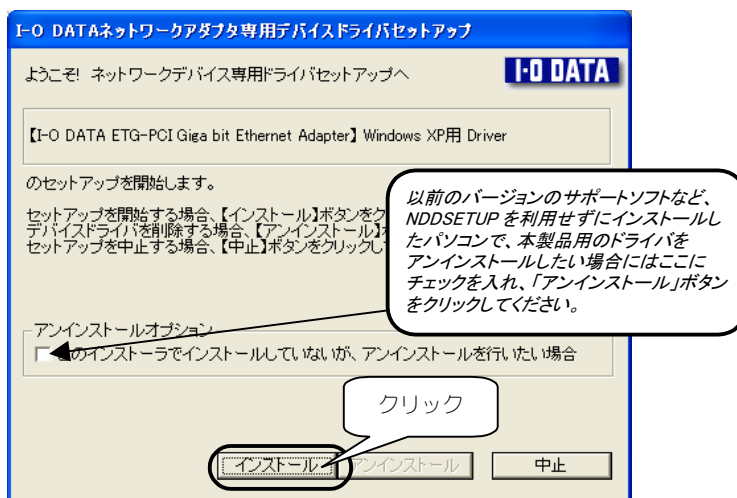 I-O DATAネットワークアダプタ専用デバイスドライバセットアップ
ようこそ! ネットワークデバイス専用ドライバセットアップへ
I-O DATA
【I-O DATA ETG-PCI Giga bit Ethernet Adapter】 Windows XP用 Driver
のセットアップを開始します。
セットアップを開始する場合、【インストール】ボタンをク
デバイスドライバを削除する場合、【アンインストール】
セットアップを中止する場合、【中止】ボタンをクリックし
以前のバージョンのサポートソフトなど、
NDDSETUP を利用せずにインストールし
たパソコンで、本製品用のドライバを
アンインストールしたい場合にはここに
チェックを入れ、「アンインストール」ボタン
をクリックしてください。
アンインストールオプション
のインストーラでインストールしていないが、アンインストールを行いたい場合
クリック
インストール
アンインストール
中止